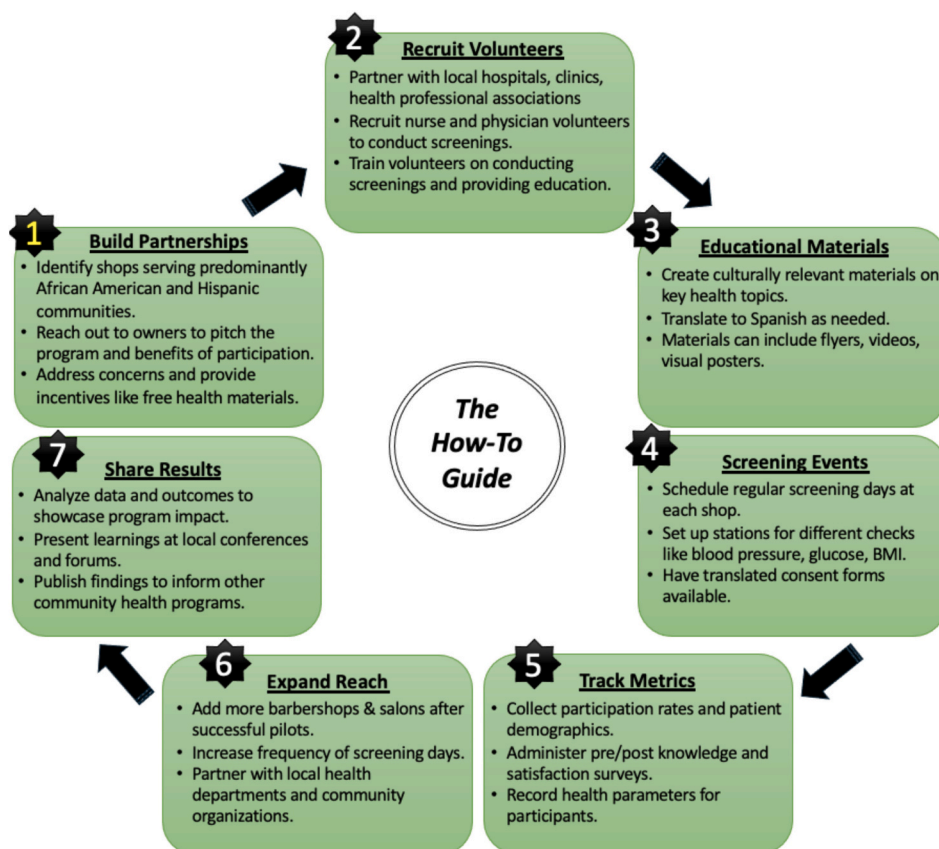 1
Build Partnerships
• Identify shops serving predominantly
African American and Hispanic
communities.
• Reach out to owners to pitch the
program and benefits of participation.
• Address concerns and provide
incentives like free health materials.
2
Recruit Volunteers
• Partner with local hospitals, clinics,
health professional associations
• Recruit nurse and physician volunteers
to conduct screenings.
• Train volunteers on conducting
screenings and providing education.
3
Educational Materials
• Create culturally relevant materials on
key health topics.
• Translate to Spanish as needed.
• Materials can include flyers, videos,
visual posters.
4
Screening Events
• Schedule regular screening days at
each shop.
• Set up stations for different checks
like blood pressure, glucose, BMI.
• Have translated consent forms
available.
5
Track Metrics
• Collect participation rates and patient
demographics.
• Administer pre/post knowledge and
satisfaction surveys.
• Record health parameters for
participants.
6
Expand Reach
• Add more barbershops & salons after
successful pilots.
• Increase frequency of screening days.
• Partner with local health
departments and community
organizations.
7
Share Results
• Analyze data and outcomes to
showcase program impact.
• Present learnings at local conferences
and forums.
• Publish findings to inform other
community health programs.
The
How-To
Guide